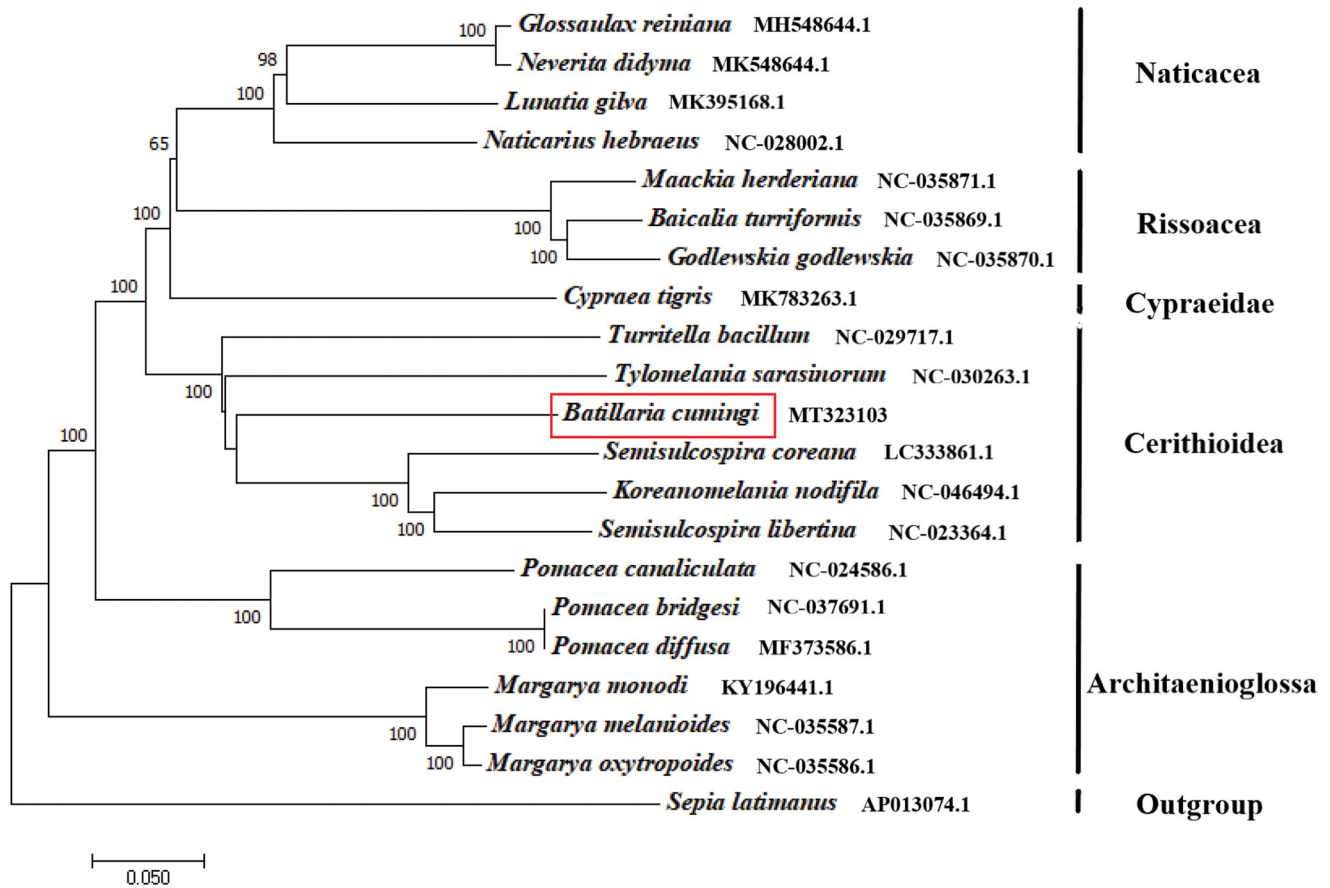 Glossaulax reiniana MH548644.1
Neverita didyma MK548644.1
Lunatia gilva MK395168.1
Naticarius hebraeus NC-028002.1
Naticacea
Maackia herderiana NC-035871.1
Baicalia turriformis NC-035869.1
Godlewskia godlewskia NC-035870.1
Rissoacea
Cypraea tigris MK783263.1
Cypraeidae
Turritella bacillum NC-029717.1
Tylomelania sarasinorum NC-030263.1
Batillaria cumingi MT323103
Semisulcospira coreana LC333861.1
Koreanomelania nodifila NC-046494.1
Semisulcospira libertina NC-023364.1
Cerithioidea
Pomacea canaliculata NC-024586.1
Pomacea bridgesi NC-037691.1
Pomacea diffusa MF373586.1
Margarya monodi KY196441.1
Margarya melanioides NC-035587.1
Margarya oxytropoides NC-035586.1
Architaenioglossa
Sepia latimanus AP013074.1
Outgroup
100
98
100
65
100
100
100
100
100
100
100
100
100
100
100
100
100
0.050